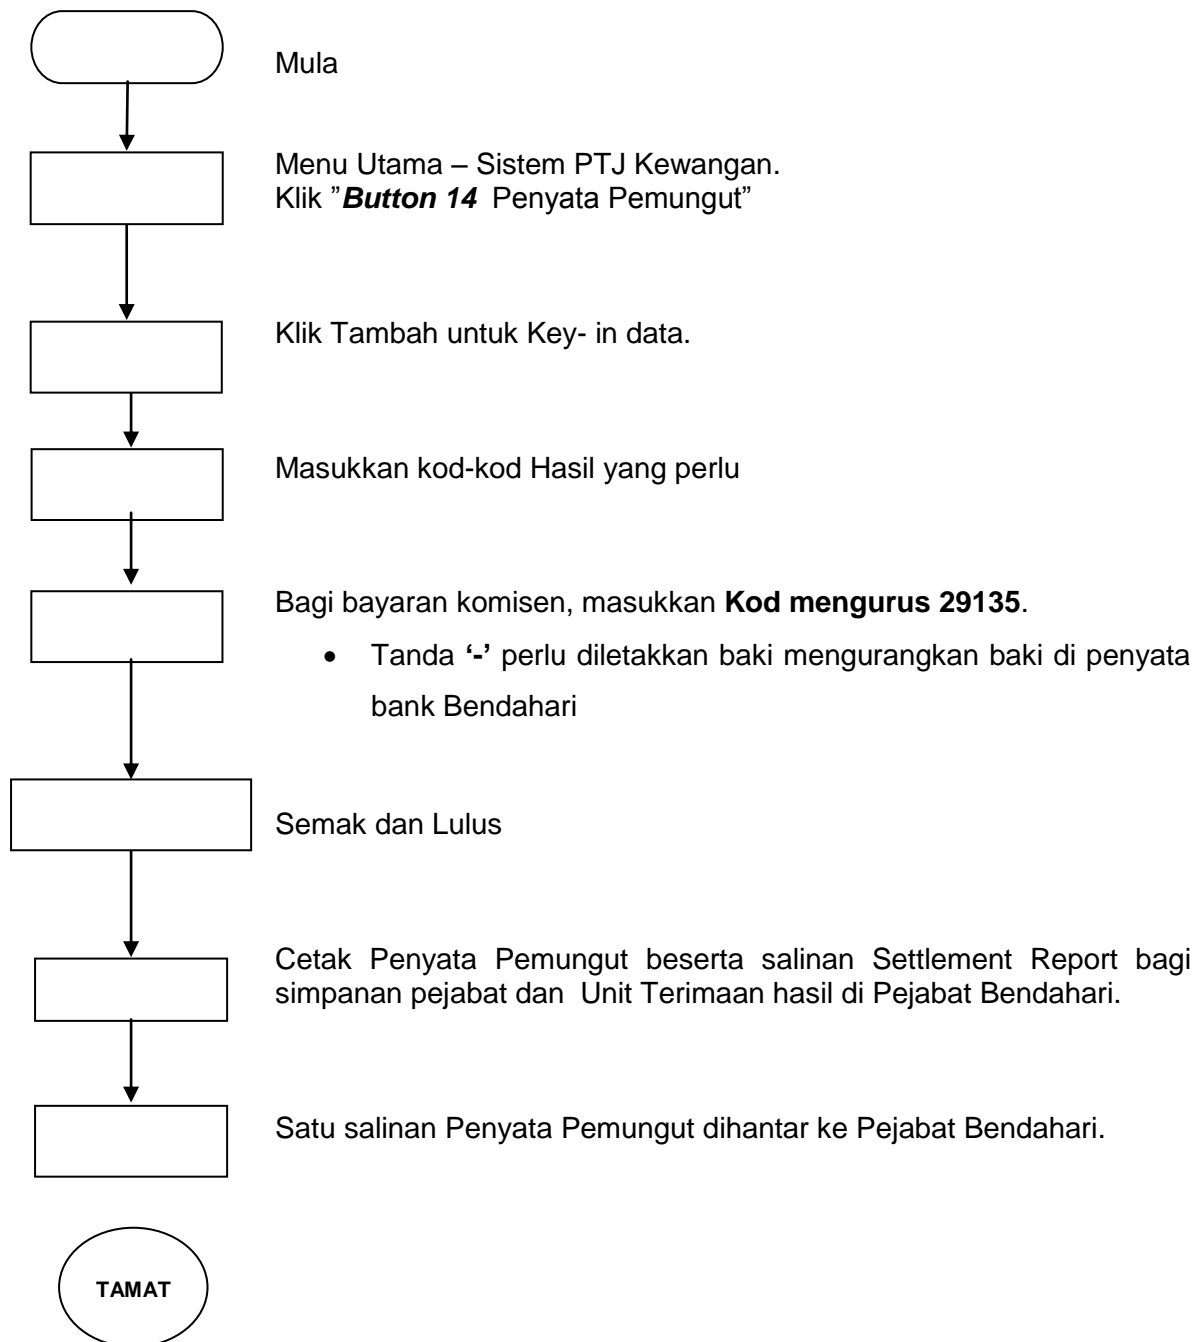 Mula
Menu Utama – Sistem PTJ Kewangan.
Klik ”Button 14 Penyata Pemungut”
Klik Tambah untuk Key- in data.
Masukkan kod-kod Hasil yang perlu
Bagi bayaran komisen, masukkan Kod mengurus 29135.
• Tanda ‘-’ perlu diletakkan baki mengurangkan baki di penyata
bank Bendahari
Semak dan Lulus
Cetak Penyata Pemungut beserta salinan Settlement Report bagi
simpanan pejabat dan Unit Terimaan hasil di Pejabat Bendahari.
Satu salinan Penyata Pemungut dihantar ke Pejabat Bendahari.
TAMAT